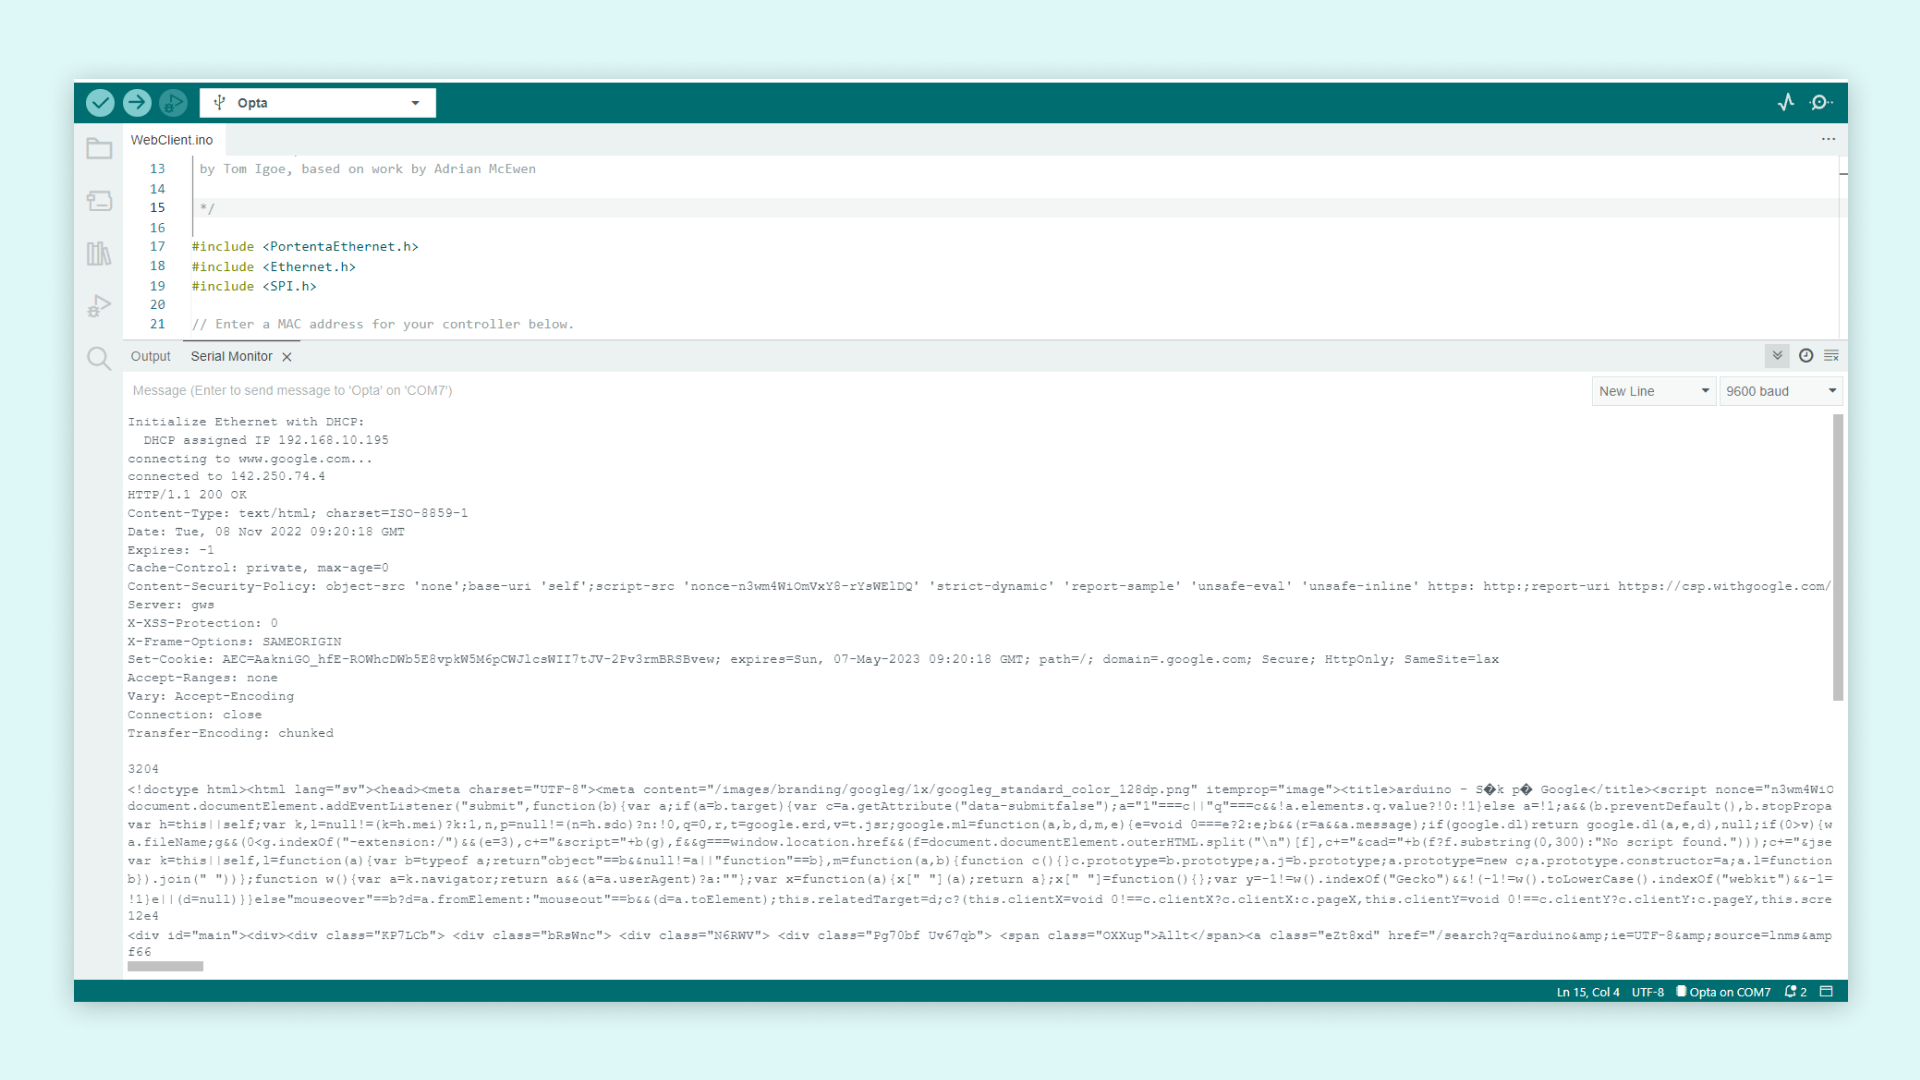 Opta
WebClient.ino
13 by Tom Igoe, based on work by Adrian McEwen
14
15 */
16
17 #include <PortentaEthernet.h>
18 #include <Ethernet.h>
19 #include <SPI.h>
20
21 // Enter a MAC address for your controller below.
Output Serial Monitor
Message (Enter to send message to 'Opta' on 'COM7')
New Line 9600 baud
Initialize Ethernet with DHCP:
DHCP assigned IP 192.168.10.195
connecting to www.google.com...
connected to 142.250.74.4
HTTP/1.1 200 OK
Content-Type: text/html; charset=ISO-8859-1
Date: Tue, 08 Nov 2022 09:20:18 GMT
Expires: -1
Cache-Control: private, max-age=0
Content-Security-Policy: object-src 'none';base-uri 'self';script-src 'nonce-n3wm4WiOmVxY8-rYsWElDQ' 'strict-dynamic' 'report-sample' 'unsafe-eval' 'unsafe-inline' https: http:;report-uri https://csp.withgoogle.com/
Server: gws
X-XSS-Protection: 0
X-Frame-Options: SAMEORIGIN
Set-Cookie: AEC=AakniGO_hfE-ROWhcDWb5E8vpkW5M6pCWJlcsWII7tJV-2Pv3rmBRSBvew; expires=Sun, 07-May-2023 09:20:18 GMT; path=/; domain=.google.com; Secure; HttpOnly; SameSite=lax
Accept-Ranges: none
Vary: Accept-Encoding
Connection: close
Transfer-Encoding: chunked
3204
<!doctype html><html lang="sv"><head><meta charset="UTF-8"><meta content="/images/branding/googleg/1x/googleg_standard_color_128dp.png" itemprop="image"><title>arduino - S�k p� Google</title><script nonce="n3wm4WiO
document.documentElement.addEventListener("submit",function(b){var a;if(a=b.target){var c=a.getAttribute("data-submitfalse");a="1"===c||"q"===c&&!a.elements.q.value?!0:!1}else a=!1;a&&(b.preventDefault(),b.stopPropa
var h=this||self;var k,l=null!=(k=h.mei)?k:1,n,p=null!=(n=h.sdo)?n:!0,q=0,r,t=google.erd,v=t.jsr;google.ml=function(a,b,d,m,e){e=void 0===e?2:e;b&&(r=a&&a.message);if(google.dl)return google.dl(a,e,d),null;if(0>v){w
a.fileName;g&&(0<g.indexOf("-extension:/")&&(e=3),c+="&script="+b(g),f&&g===window.location.href&&(f=document.documentElement.outerHTML.split("\n")[f],c+="&cad="+b(f?f.substring(0,300):"No script found.")));c+="&jse
var k=this||self,l=function(a){var b=typeof a;return"object"==b&&null!=a||"function"==b},m=function(a,b){function c(){}c.prototype=b.prototype;a.j=b.prototype;a.prototype=new c;a.prototype.constructor=a;a.l=function
b}).join(" "))};function w(){var a=k.navigator;return a&&(a=a.userAgent)?a:""};var x=function(a){x[" "](a);return a};x[" "]=function(){};var y=-1!=w().indexOf("Gecko")&&!(-1!=w().toLowerCase().indexOf("webkit")&&-1=
!1}e||(d=null)}}else"mouseover"==b?d=a.fromElement:"mouseout"==b&&(d=a.toElement);this.relatedTarget=d;c?(this.clientX=void 0!==c.clientX?c.clientX:c.pageX,this.clientY=void 0!==c.clientY?c.clientY:c.pageY,this.scre
12e4
<div id="main"><div><div class="KP7LCb"> <div class="bRsWnc"> <div class="N6RWV"> <div class="Pg70bf Uv67qb"> <span class="OXXup">Allt</span><a class="eZt8xd" href="/search?q=arduino&amp;ie=UTF-8&amp;source=lnms&amp
f66
Ln 15, Col 4 UTF-8 Opta on COM7 2